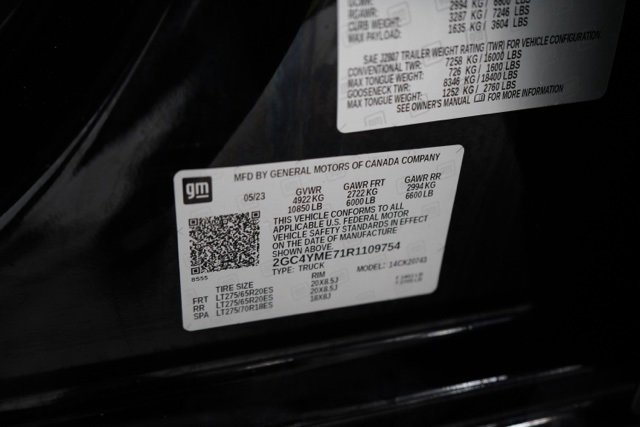 GCWR: 2994 KG / 6600 LBS
RGAWR: 3287 KG / 7246 LBS
CURB WEIGHT: 1635 KG / 3604 LBS
MAX PAYLOAD:
SAE J2807 TRAILER WEIGHT RATING (TWR) FOR VEHICLE CONFIGURATION.
CONVENTIONAL TWR: 7258 KG / 16000 LBS
MAX TONGUE WEIGHT: 726 KG / 1600 LBS
GOOSENECK TWR: 8346 KG / 18400 LBS
MAX TONGUE WEIGHT: 1252 KG / 2760 LBS
SEE OWNER'S MANUAL FOR MORE INFORMATION
gm
MFD BY GENERAL MOTORS OF CANADA COMPANY
05/23 GVWR GAWR FRT GAWR RR
4922 KG 2722 KG 2994 KG
10850 LB 6000 LB 6600 LB
THIS VEHICLE CONFORMS TO ALL
APPLICABLE U.S. FEDERAL MOTOR
VEHICLE SAFETY STANDARDS IN EFFECT
ON THE DATE OF MANUFACTURE
SHOWN ABOVE.
2GC4YME71R1109754
TYPE: TRUCK MODEL: 14CK20743
8555
TIRE SIZE RIM
FRT LT275/65R20ES 20X8.5J
RR LT275/65R20ES 20X8.5J
SPA LT275/70R18ES 18X8J